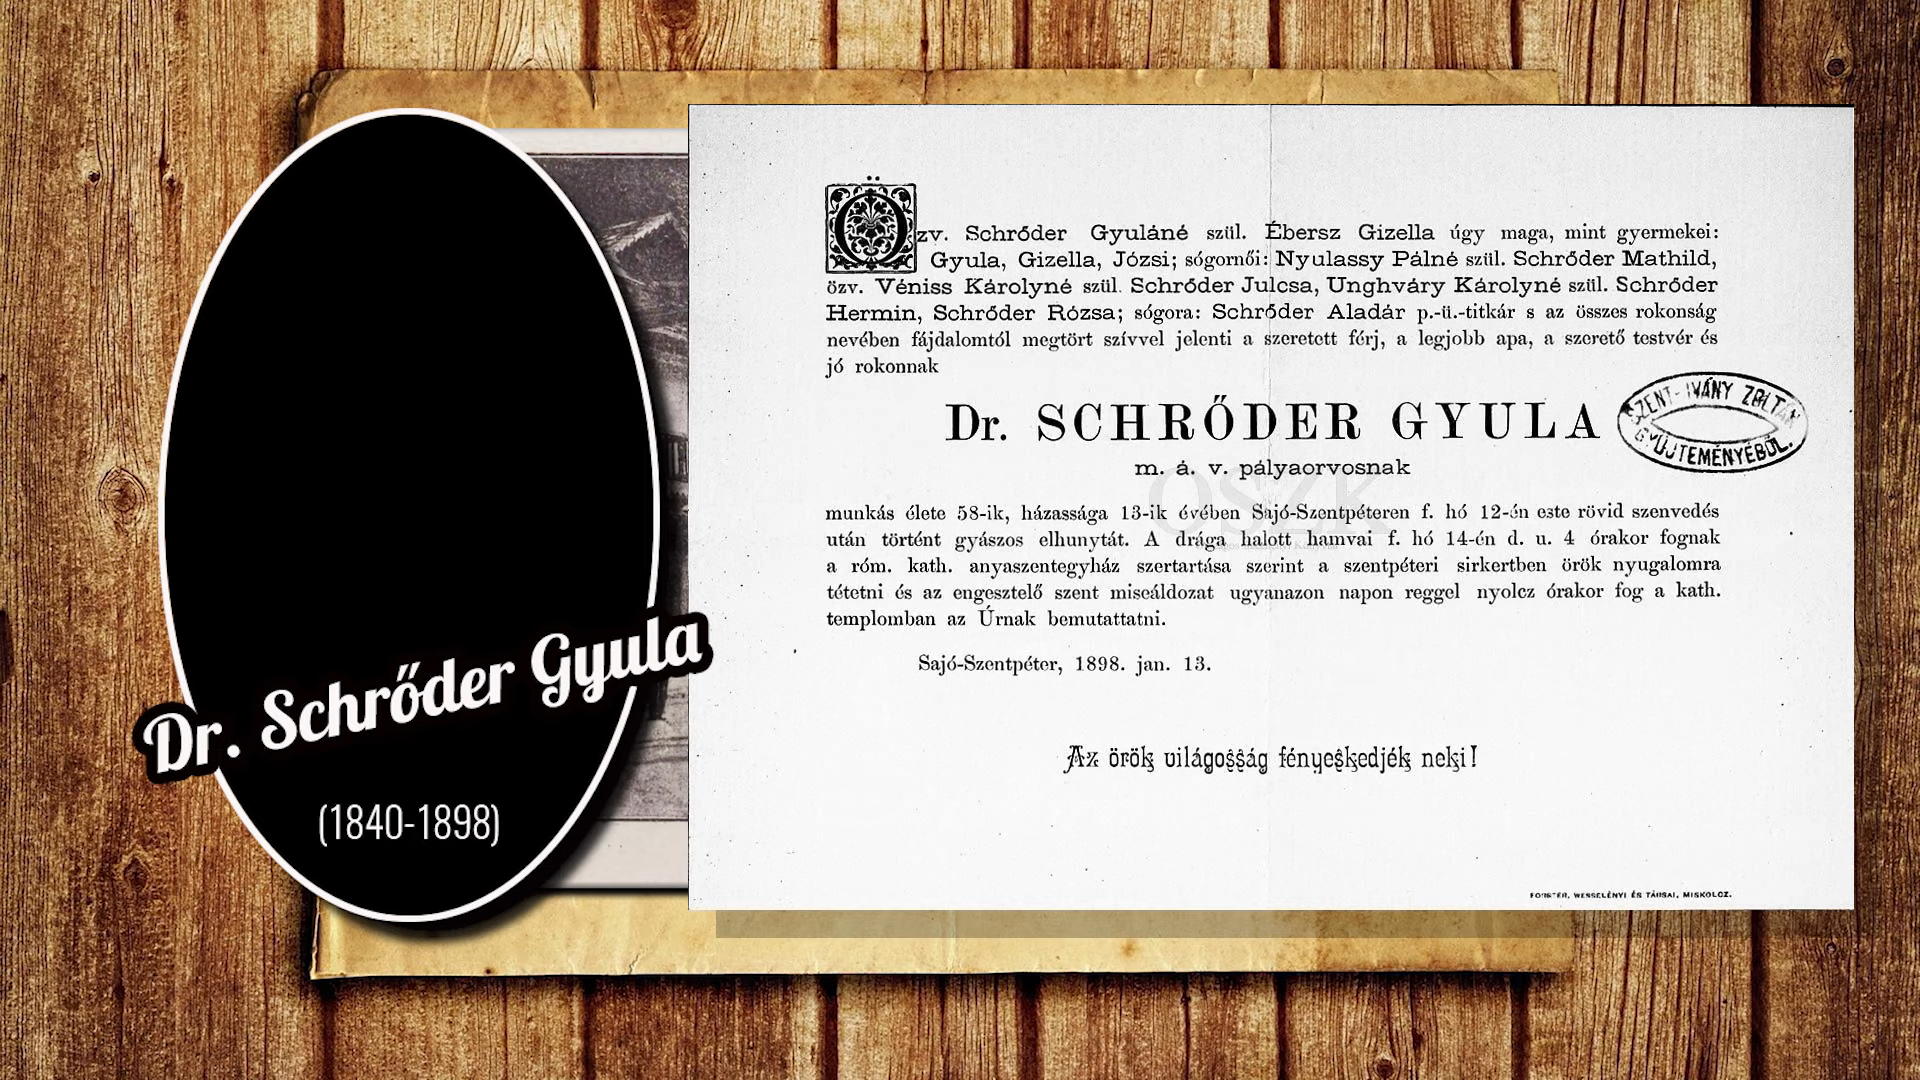 Dr. Schrőder Gyula
(1840-1898)
Özv. Schrőder Gyuláné szül. Ébersz Gizella úgy maga, mint gyermekei:
Gyula, Gizella, Józsi; sógornői: Nyulassy Pálné szül. Schrőder Mathild,
özv. Véniss Károlyné szül. Schrőder Julcsa, Unghváry Károlyné szül. Schrőder
Hermin, Schrőder Rózsa; sógora: Schrőder Aladár p.-ü.-titkár s az összes rokonság
nevében fájdalomtól megtört szívvel jelenti a szeretett férj, a legjobb apa, a szerető testvér és
jó rokonnak
Dr. SCHRŐDER GYULA
SZENT-IVÁNY ZOLTÁN
GYŰJTEMÉNYÉBŐL.
m. á. v. pályaorvosnak
OSZK
munkás élete 58-ik, házassága 13-ik évében Sajó-Szentpéteren f. hó 12-én este rövid szenvedés
után történt gyászos elhunytát. A drága halott hamvai f. hó 14-én d. u. 4 órakor fognak
a róm. kath. anyaszentegyház szertartása szerint a szentpéteri sirkertben örök nyugalomra
tétetni és az engesztelő szent miseáldozat ugyanazon napon reggel nyolcz órakor fog a kath.
templomban az Úrnak bemutattatni.
Sajó-Szentpéter, 1898. jan. 13.
Az örök világosság fényeskedjék neki!
FORSTER, WESSELÉNYI ÉS TÁRSAI, MISKOLCZ.